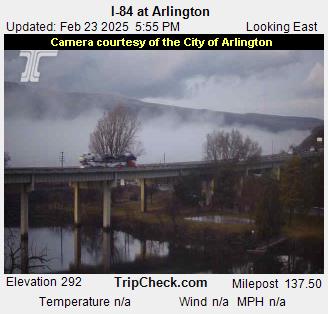 I-84 at Arlington
Updated: Feb 23 2025 5:55 PM Looking East
Camera courtesy of the City of Arlington
Elevation 292 TripCheck.com Milepost 137.50
Temperature n/a Wind n/a MPH n/a